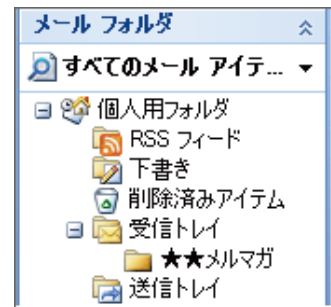 メール フォルダ
すべてのメール アイテ...
個人用フォルダ
RSS フィード
下書き
削除済みアイテム
受信トレイ
★★メルマガ
送信トレイ